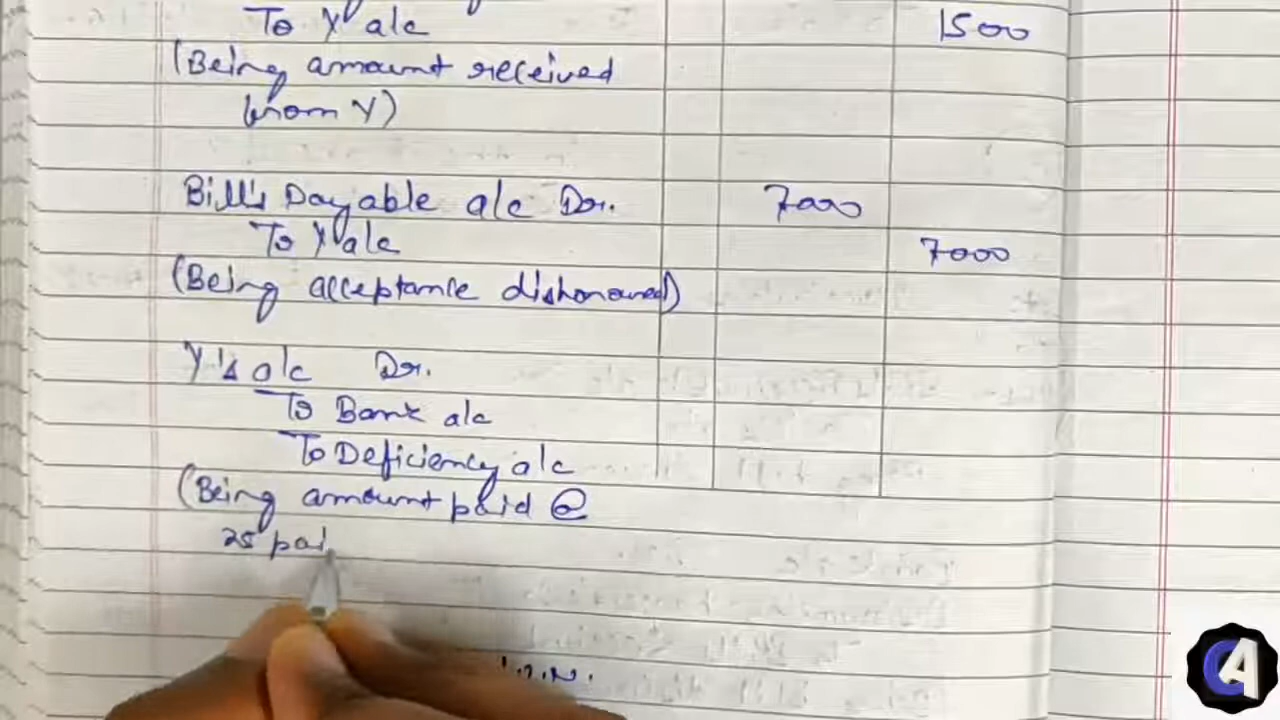 To Y a/c 1500
(Being amount received
from Y)
Bill's Payable a/c Dr. 7000
To Y a/c 7000
(Being acceptance dishonoured)
Y's a/c Dr.
To Bank a/c
To Deficiency a/c
(Being amount paid @
25 pai
CA